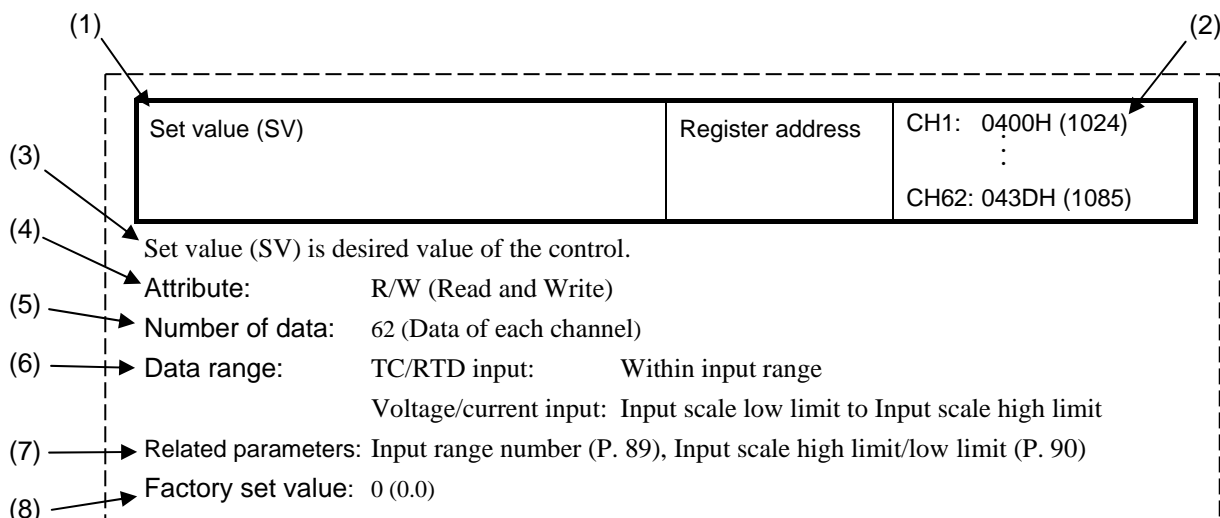 (1)
(2)
Set value (SV)
Register address
CH1: 0400H (1024)
:
CH62: 043DH (1085)
(3)
Set value (SV) is desired value of the control.
(4)
Attribute: R/W (Read and Write)
(5)
Number of data: 62 (Data of each channel)
(6)
Data range: TC/RTD input: Within input range
Voltage/current input: Input scale low limit to Input scale high limit
(7)
Related parameters: Input range number (P. 89), Input scale high limit/low limit (P. 90)
(8)
Factory set value: 0 (0.0)